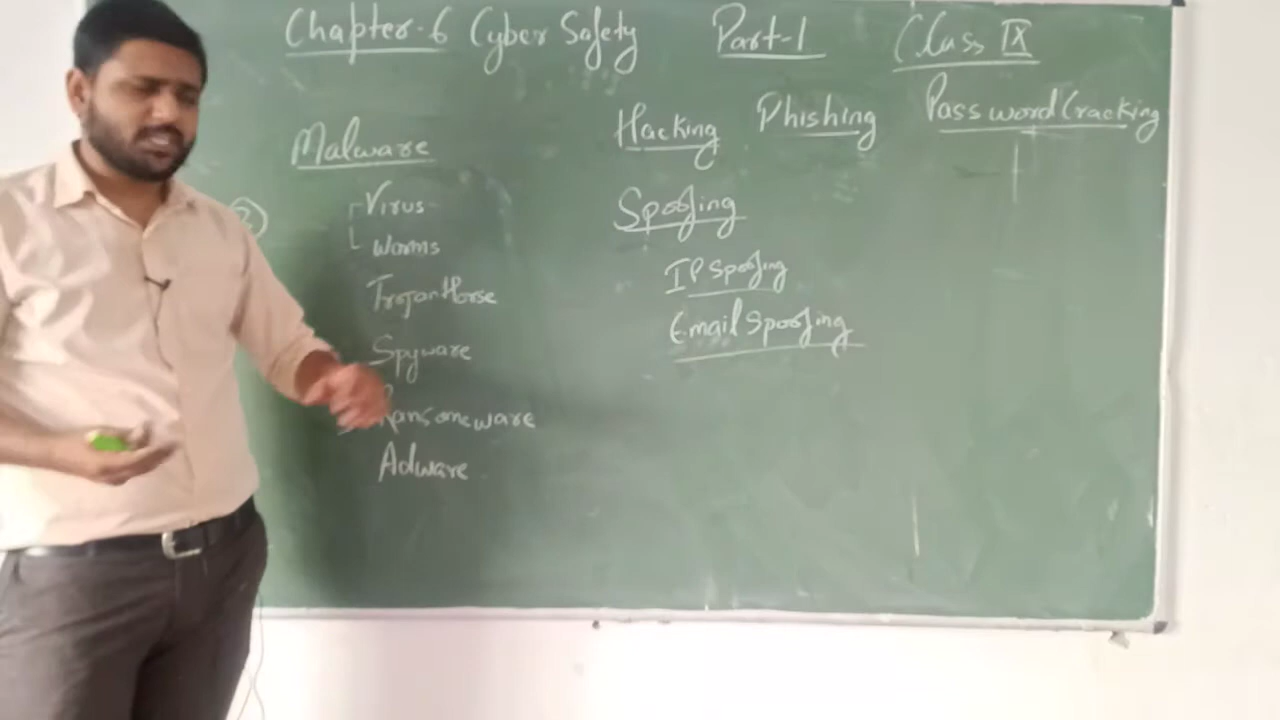 Chapter-6 Cyber Safety Part-1 Class IX
Malware Hacking Phishing Password Cracking
Virus
Worms
Trojan Horse
Spyware
Ransomeware
Adware
Spoofing
IP Spoofing
Email Spoofing